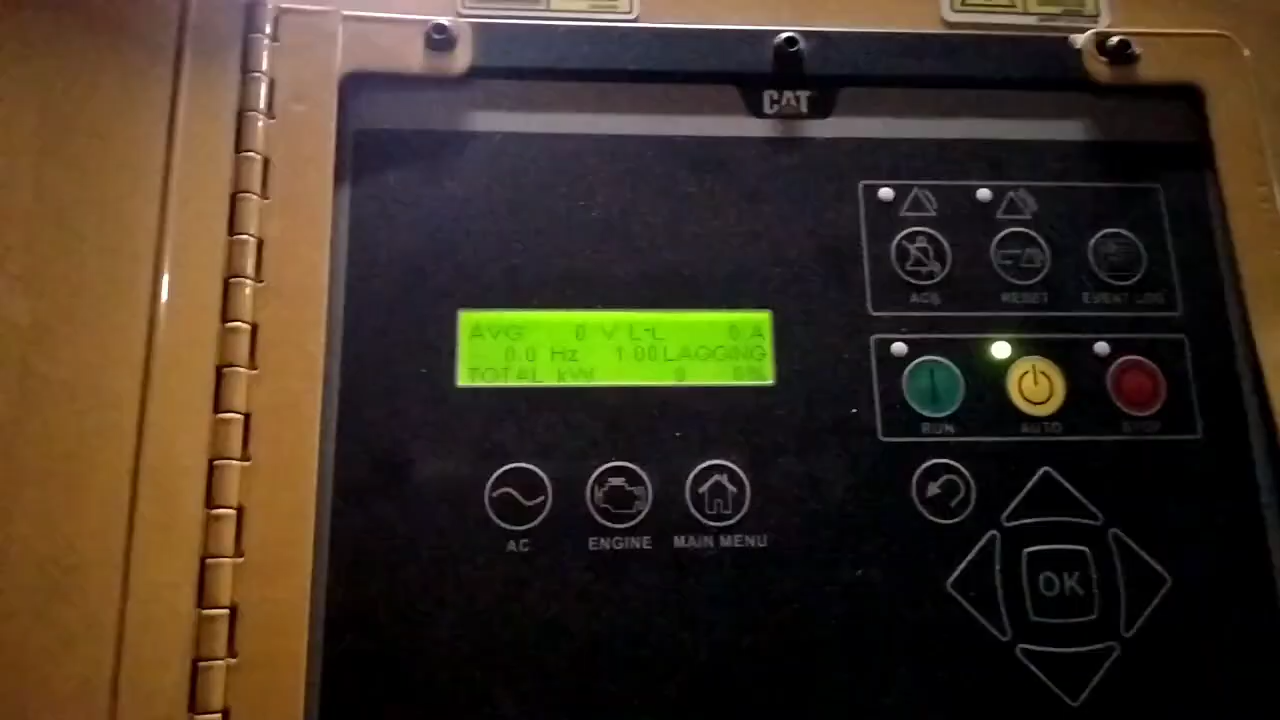 CAT
ACK
RESET
EVENT LOG
AVG 0 V L-L 0 A
0.0 Hz 1.00 LAGGING
TOTAL kW 0 0%
RUN
AUTO
STOP
AC
ENGINE
MAIN MENU
OK